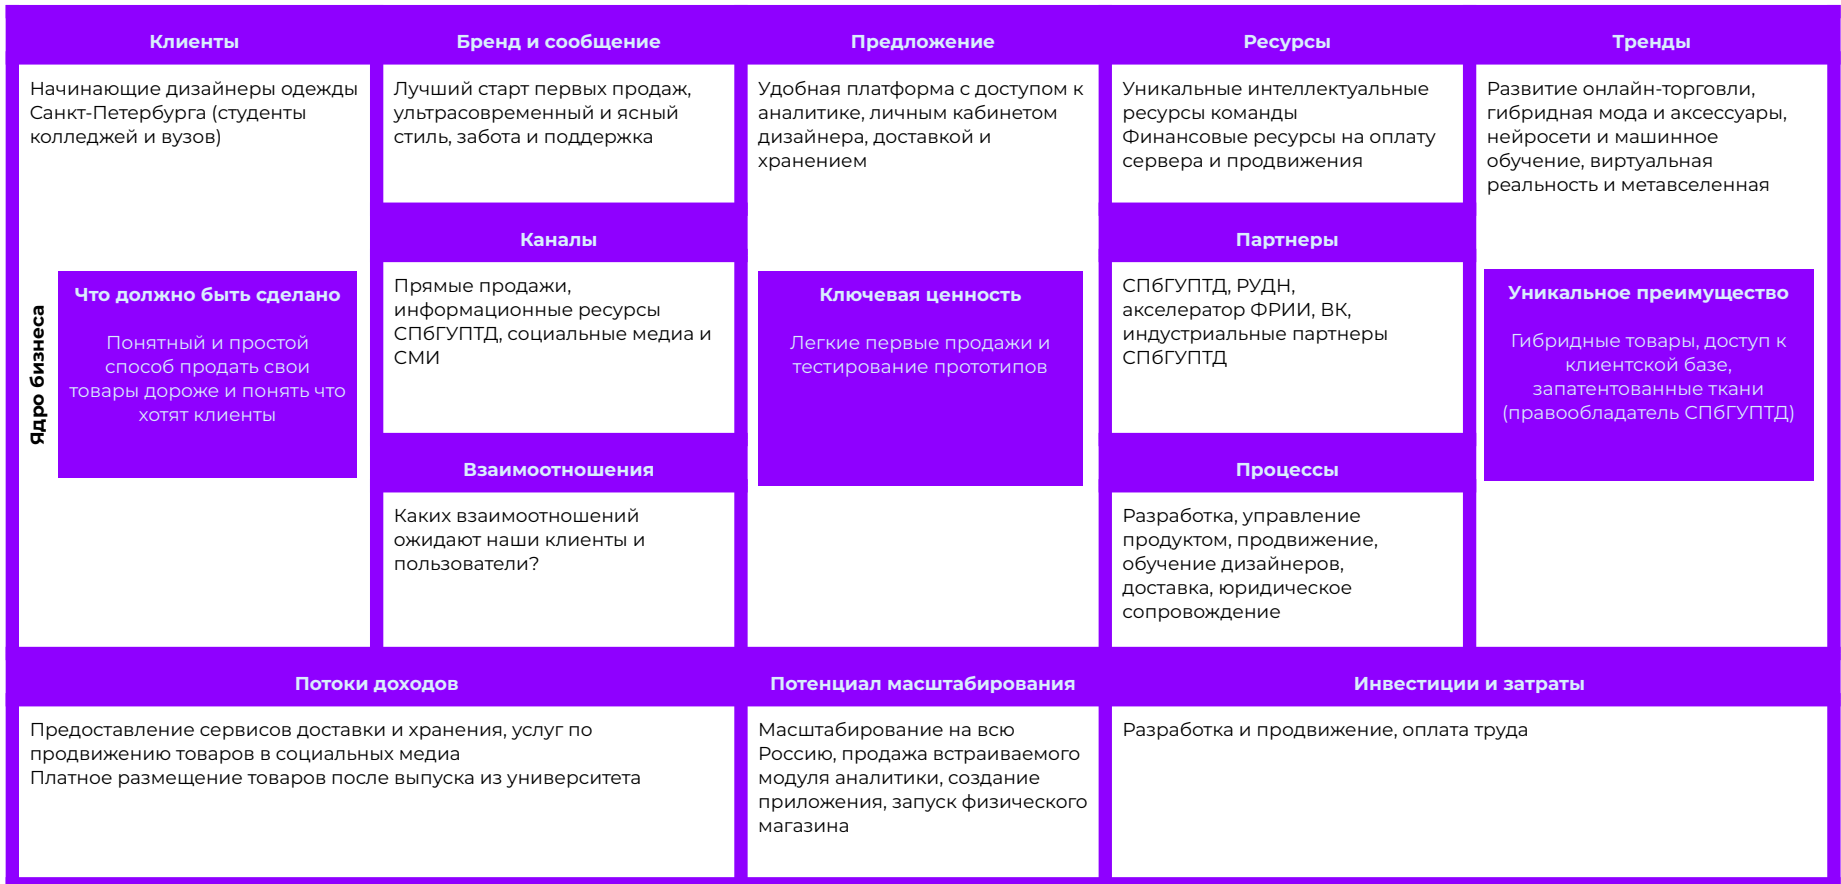 Клиенты
Начинающие дизайнеры одежды
Санкт-Петербурга (студенты
колледжей и вузов)
Ядро бизнеса
Что должно быть сделано
Понятный и простой
способ продать свои
товары дороже и понять что
хотят клиенты
Бренд и сообщение
Лучший старт первых продаж,
ультрасовременный и ясный
стиль, забота и поддержка
Каналы
Прямые продажи,
информационные ресурсы
СПбГУПТД, социальные медиа и
СМИ
Взаимоотношения
Каких взаимоотношений
ожидают наши клиенты и
пользователи?
Предложение
Удобная платформа с доступом к
аналитике, личным кабинетом
дизайнера, доставкой и
хранением
Ключевая ценность
Легкие первые продажи и
тестирование прототипов
Ресурсы
Уникальные интеллектуальные
ресурсы команды
Финансовые ресурсы на оплату
сервера и продвижения
Партнеры
СПбГУПТД, РУДН,
акселератор ФРИИ, ВК,
индустриальные партнеры
СПбГУПТД
Процессы
Разработка, управление
продуктом, продвижение,
обучение дизайнеров,
доставка, юридическое
сопровождение
Тренды
Развитие онлайн-торговли,
гибридная мода и аксессуары,
нейросети и машинное
обучение, виртуальная
реальность и метавселенная
Уникальное преимущество
Гибридные товары, доступ к
клиентской базе,
запатентованные ткани
(правообладатель СПбГУПТД)
Потоки доходов
Предоставление сервисов доставки и хранения, услуг по
продвижению товаров в социальных медиа
Платное размещение товаров после выпуска из университета
Потенциал масштабирования
Масштабирование на всю
Россию, продажа встраиваемого
модуля аналитики, создание
приложения, запуск физического
магазина
Инвестиции и затраты
Разработка и продвижение, оплата труда